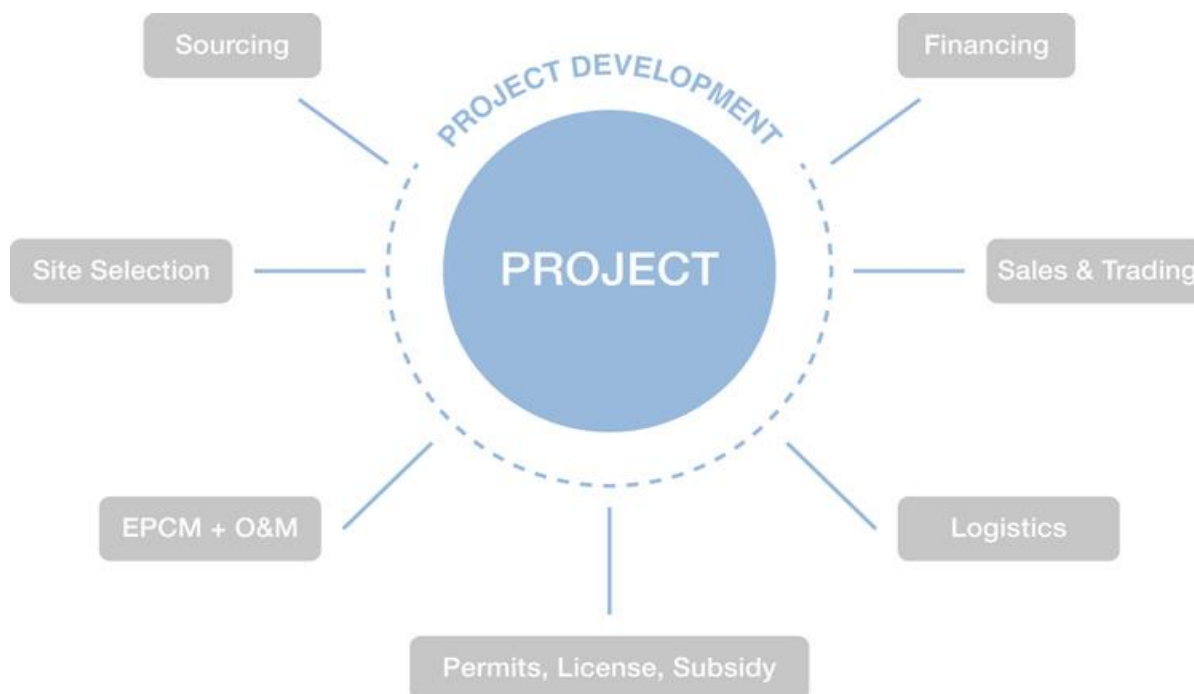 Sourcing
Financing
PROJECT DEVELOPMENT
PROJECT
Site Selection
Sales & Trading
EPCM + O&M
Logistics
Permits, License, Subsidy